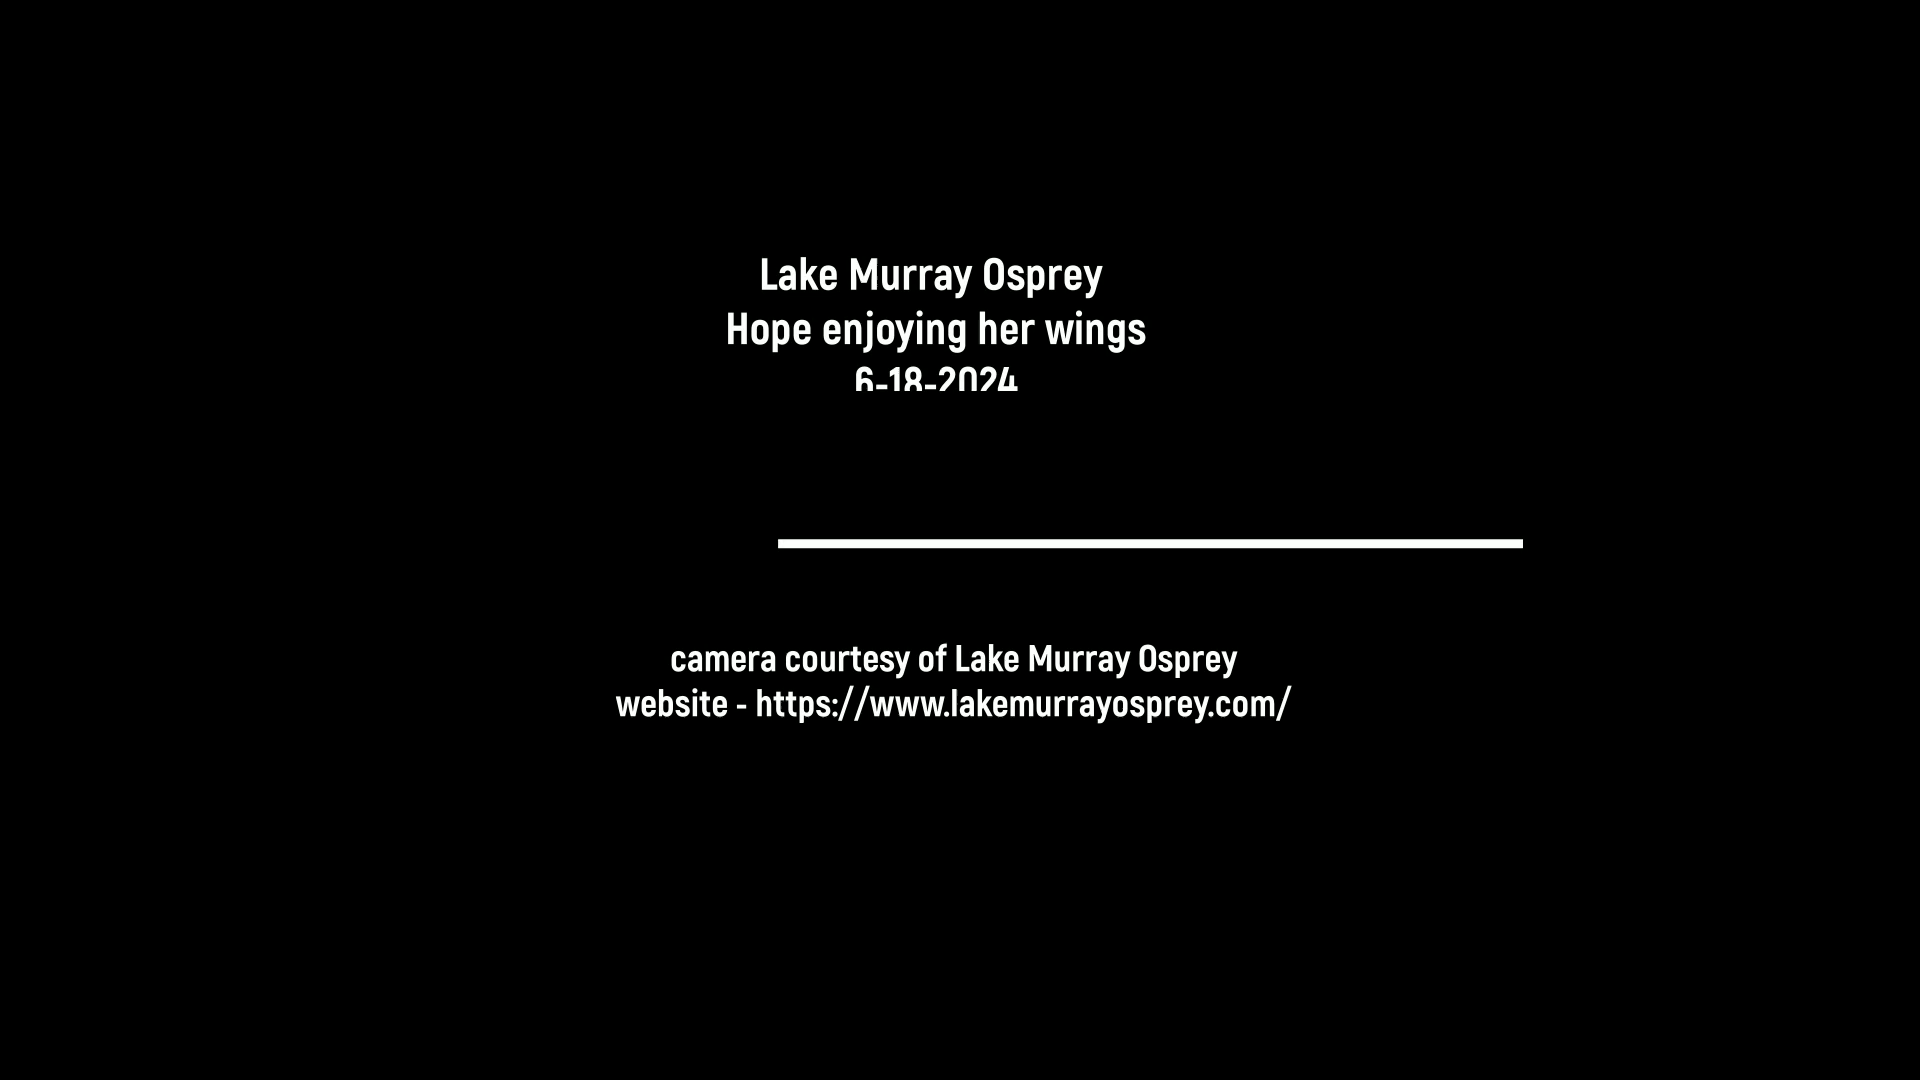 Lake Murray Osprey
Hope enjoying her wings
6-18-2024
camera courtesy of Lake Murray Osprey
website - https://www.lakemurrayosprey.com/